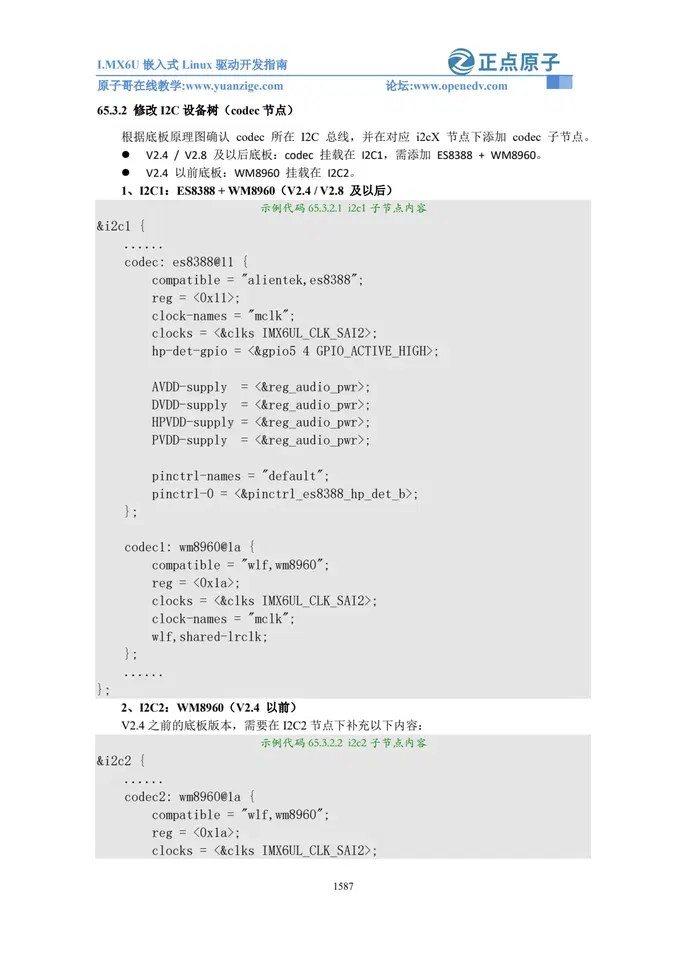 I.MX6U 嵌入式 Linux 驱动开发指南
正点原子
原子哥在线教学:www.yuanzige.com 论坛:www.openedv.com
65.3.2 修改 I2C 设备树（codec 节点）
根据底板原理图确认 codec 所在 I2C 总线，并在对应 i2cX 节点下添加 codec 子节点。
● V2.4 / V2.8 及以后底板：codec 挂载在 I2C1，需添加 ES8388 + WM8960。
● V2.4 以前底板：WM8960 挂载在 I2C2。
1、I2C1：ES8388 + WM8960（V2.4 / V2.8 及以后）
示例代码 65.3.2.1 i2c1 子节点内容
&i2c1 {
......
codec: es8388@11 {
compatible = "alientek,es8388";
reg = <0x11>;
clock-names = "mclk";
clocks = <&clks IMX6UL_CLK_SAI2>;
hp-det-gpio = <&gpio5 4 GPIO_ACTIVE_HIGH>;
AVDD-supply = <&reg_audio_pwr>;
DVDD-supply = <&reg_audio_pwr>;
HPVDD-supply = <&reg_audio_pwr>;
PVDD-supply = <&reg_audio_pwr>;
pinctrl-names = "default";
pinctrl-0 = <&pinctrl_es8388_hp_det_b>;
};
codec1: wm8960@1a {
compatible = "wlf,wm8960";
reg = <0x1a>;
clocks = <&clks IMX6UL_CLK_SAI2>;
clock-names = "mclk";
wlf,shared-lrclk;
};
......
};
2、I2C2：WM8960（V2.4 以前）
V2.4 之前的底板版本，需要在 I2C2 节点下补充以下内容：
示例代码 65.3.2.2 i2c2 子节点内容
&i2c2 {
......
codec2: wm8960@1a {
compatible = "wlf,wm8960";
reg = <0x1a>;
clocks = <&clks IMX6UL_CLK_SAI2>;
1587